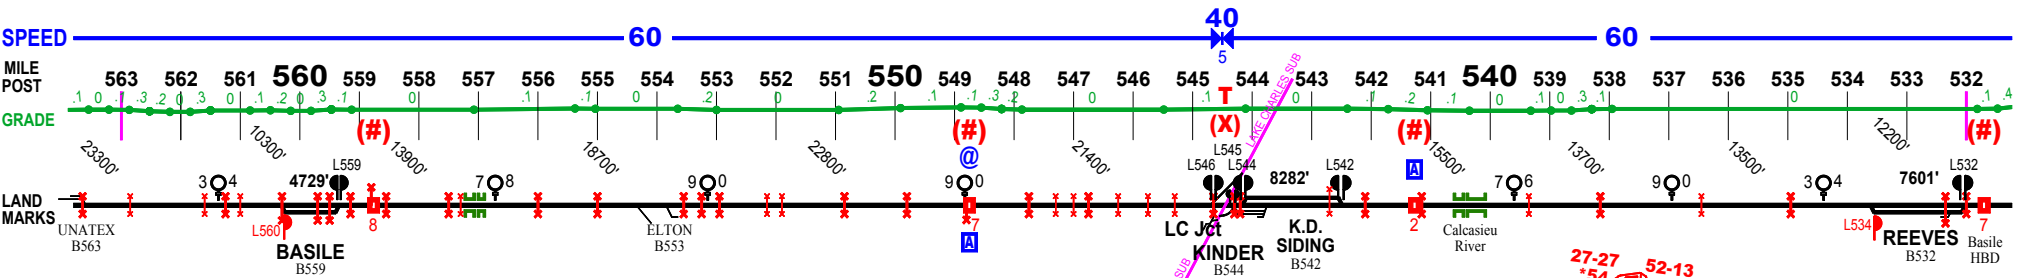 SPEED 60 40 60
5
MILE POST 563 562 561 560 559 558 557 556 555 554 553 552 551 550 549 548 547 546 545 544 543 542 541 540 539 538 537 536 535 534 533 532
GRADE .1 0 .1 .3 .2 0 .3 0 .1 .2 0 .3 .1 0 .1 0 .1 .3 0 .2 0 .2 .1 .1 .3 .2 0 .1 0 .1 .2 .1 0 .1 0 .3 .1 0 .1 .4
T
(#) (#) (X) (#) (#)
LAKE CHARLES SUB
@
23300' 10300' 13900' 18700' 22800' 21400' 15500' 13700' 13500' 12200'
L545
L559 L546 L544 L542 A L532
3 4 4729' 7 8 9 0 9 0 8282' 7 6 9 0 3 4 7601'
LAND MARKS
L560 8 7 2 L534 7
UNATEX ELTON LC Jct K.D. Calcasieu REEVES Basile
B563 BASILE B553 A KINDER SIDING River B532 HBD
B559 B544 B542
SUB
27-27 52-13
*54